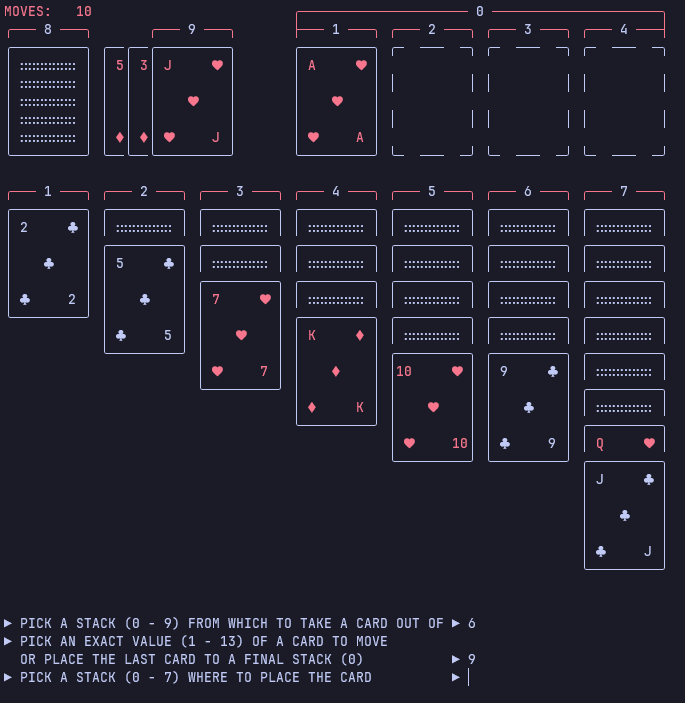 MOVES: 10
0
8 9 1 2 3 4
5 3 J ♥ A ♥
♥ ♥
♦ ♦ ♥ J ♥ A
1 2 3 4 5 6 7
2 ♣
♣ 5 ♣
♣ 2 ♣ 7 ♥
♣ 5 ♥ K ♦
♥ 7 ♦ 10 ♥ 9 ♣
♦ K ♥ ♣
♥ 10 ♣ 9 Q ♥
J ♣
♣
♣ J
▶ PICK A STACK (0 - 9) FROM WHICH TO TAKE A CARD OUT OF ▶ 6
▶ PICK AN EXACT VALUE (1 - 13) OF A CARD TO MOVE
OR PLACE THE LAST CARD TO A FINAL STACK (0) ▶ 9
▶ PICK A STACK (0 - 7) WHERE TO PLACE THE CARD ▶